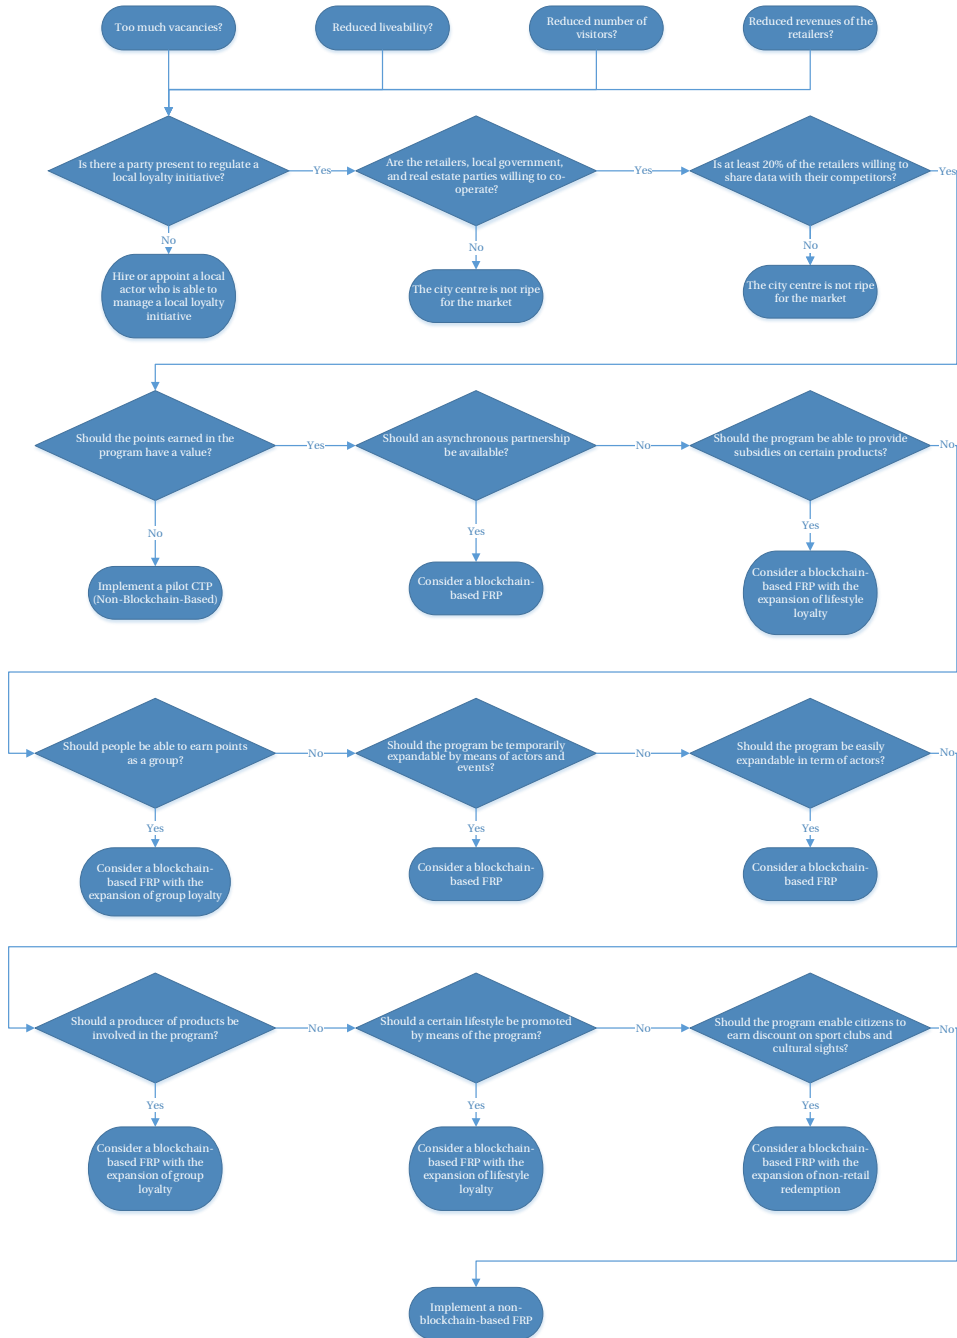 Too much vacancies?
Reduced liveability?
Reduced number of
visitors?
Reduced revenues of the
retailers?
Is there a party present to regulate a
local loyalty initiative?
Yes
Are the retailers, local government,
and real estate parties willing to co-
operate?
Yes
Is at least 20% of the retailers willing to
share data with their competitors?
Yes
No
No
No
Hire or appoint a local
actor who is able to
manage a local loyalty
initiative
The city centre is not ripe
for the market
The city centre is not ripe
for the market
Should the points earned in the
program have a value?
Yes
Should an asynchronous partnership
be available?
No
Should the program be able to provide
subsidies on certain products?
No
No
Yes
Yes
Implement a pilot CTP
(Non-Blockchain-Based)
Consider a blockchain-
based FRP
Consider a blockchain-
based FRP with the
expansion of lifestyle
loyalty
Should people be able to earn points
as a group?
No
Should the program be temporarily
expandable by means of actors and
events?
No
Should the program be easily
expandable in term of actors?
No
Yes
Yes
Yes
Consider a blockchain-
based FRP with the
expansion of group loyalty
Consider a blockchain-
based FRP
Consider a blockchain-
based FRP
Should a producer of products be
involved in the program?
No
Should a certain lifestyle be promoted
by means of the program?
No
Should the program enable citizens to
earn discount on sport clubs and
cultural sights?
No
Yes
Yes
Yes
Consider a blockchain-
based FRP with the
expansion of group
loyalty
Consider a blockchain-
based FRP with the
expansion of lifestyle
loyalty
Consider a blockchain-
based FRP with the
expansion of non-retail
redemption
Implement a non-
blockchain-based FRP